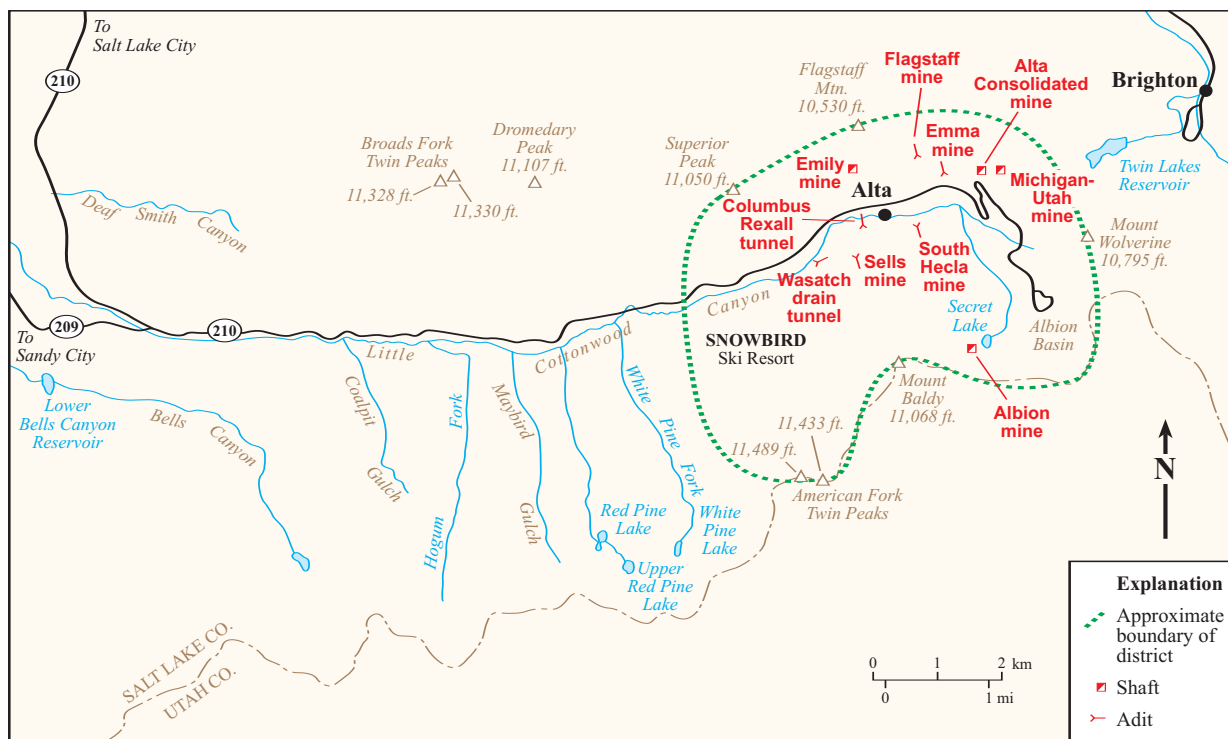 To
Salt Lake City
210
Flagstaff
mine
Alta
Consolidated
mine
Brighton
Flagstaff
Mtn.
10,530 ft.
Broads Fork
Twin Peaks
11,328 ft.
11,330 ft.
Dromedary
Peak
11,107 ft.
Superior
Peak
11,050 ft.
Emma
mine
Emily
mine
Twin Lakes
Reservoir
Michigan-
Utah
mine
Alta
Deaf Smith Canyon
Columbus
Rexall
tunnel
Mount
Wolverine
10,795 ft.
South
Hecla
mine
Sells
mine
Wasatch
drain
tunnel
Canyon
Secret
Lake
Albion
Basin
209
210
To
Sandy City
SNOWBIRD
Ski Resort
Little
Cottonwood
Lower
Bells Canyon
Reservoir
Bells Canyon
Coalpit
Gulch
Hogum
Fork
Maybird
Gulch
White Pine Fork
Mount
Baldy
11,068 ft.
Albion
mine
11,433 ft.
11,489 ft.
American Fork
Twin Peaks
Red Pine
Lake
White
Pine
Lake
Upper
Red Pine
Lake
N
SALT LAKE CO.
UTAH CO.
0 1 2 km
0 1 mi
Explanation
Approximate
boundary of
district
Shaft
Adit